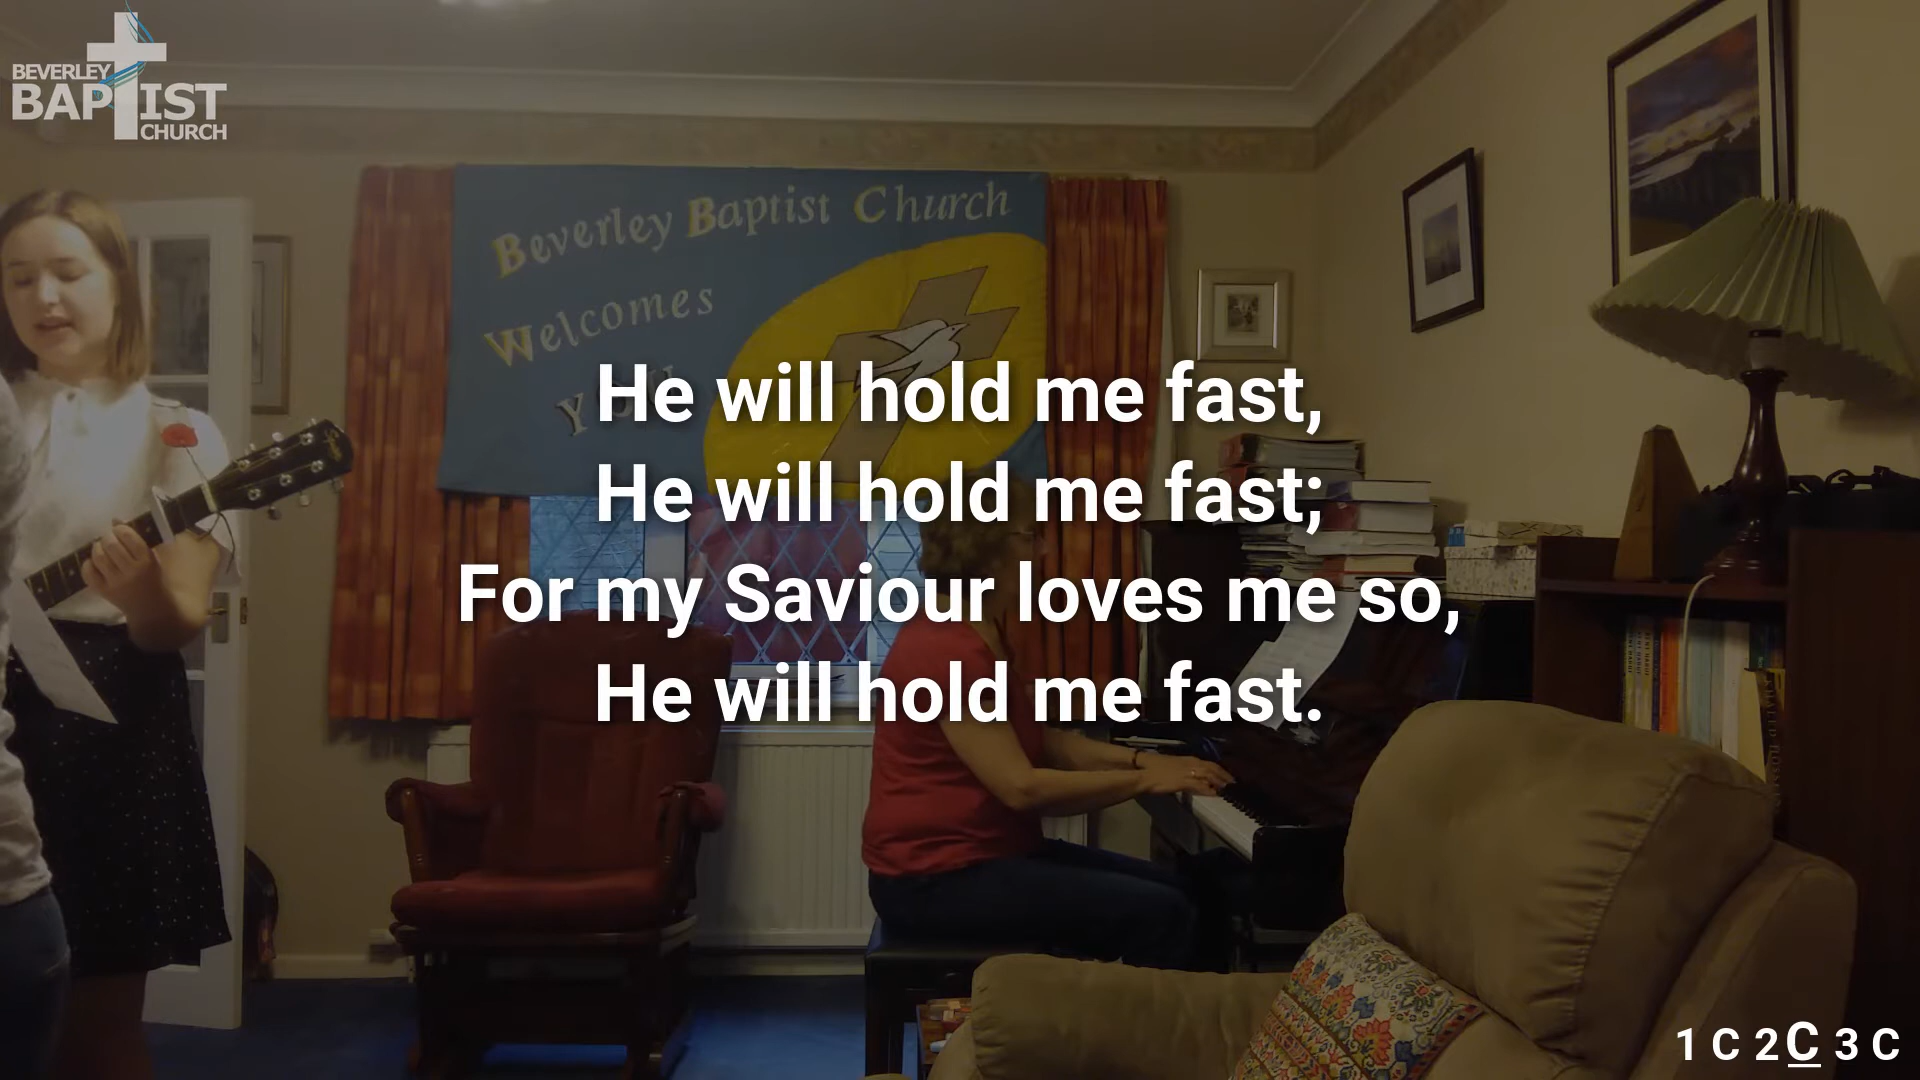 BEVERLEY
BAPTIST
CHURCH
Beverley Baptist Church
Welcomes
YOU
He will hold me fast,
He will hold me fast;
For my Saviour loves me so,
He will hold me fast.
1 C 2 C 3 C